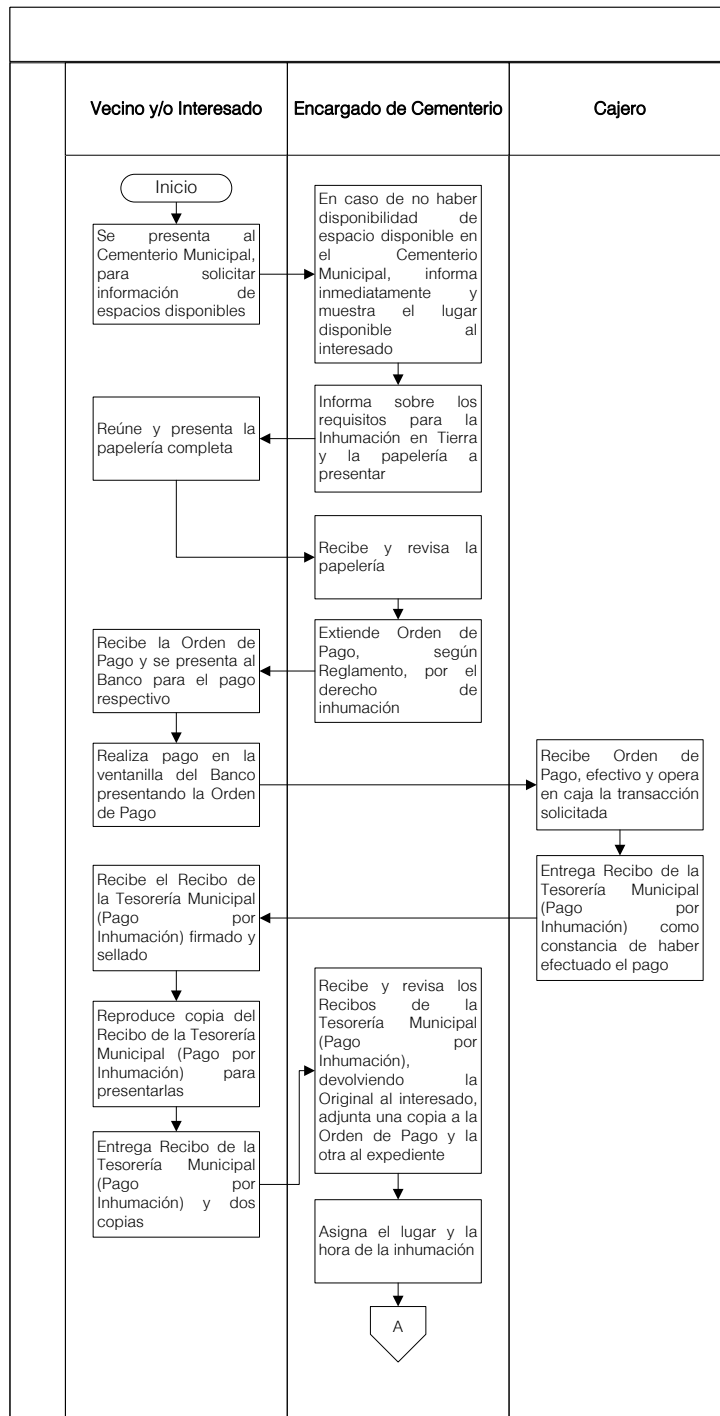 Vecino y/o Interesado
Encargado de Cementerio
Cajero
Inicio
Se presenta al
Cementerio Municipal,
para solicitar
información de
espacios disponibles
En caso de no haber
disponibilidad de
espacio disponible en
el Cementerio
Municipal, informa
inmediatamente y
muestra el lugar
disponible al
interesado
Informa sobre los
requisitos para la
Inhumación en Tierra
y la papelería a
presentar
Reúne y presenta la
papelería completa
Recibe y revisa la
papelería
Extiende Orden de
Pago, según
Reglamento, por el
derecho de
inhumación
Recibe la Orden de
Pago y se presenta al
Banco para el pago
respectivo
Realiza pago en la
ventanilla del Banco
presentando la Orden
de Pago
Recibe Orden de
Pago, efectivo y opera
en caja la transacción
solicitada
Entrega Recibo de la
Tesorería Municipal
(Pago por
Inhumación) como
constancia de haber
efectuado el pago
Recibe el Recibo de
la Tesorería Municipal
(Pago por
Inhumación) firmado y
sellado
Reproduce copia del
Recibo de la Tesorería
Municipal (Pago por
Inhumación) para
presentarlas
Entrega Recibo de la
Tesorería Municipal
(Pago por
Inhumación) y dos
copias
Recibe y revisa los
Recibos de la
Tesorería Municipal
(Pago por
Inhumación),
devolviendo la
Original al interesado,
adjunta una copia a la
Orden de Pago y la
otra al expediente
Asigna el lugar y la
hora de la inhumación
A